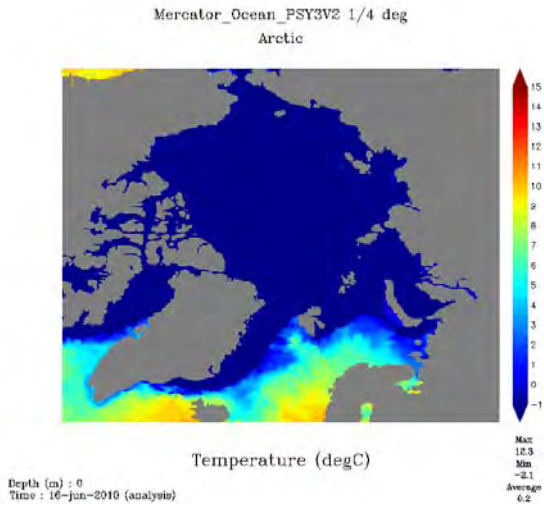 Mercator_Ocean_PSY3V2 1/4 deg
Arctic
15
14
13
12
11
10
9
8
7
6
5
4
3
2
1
0
-1
Max
12.3
Min
-2.1
Average
0.2
Temperature (degC)
Depth (m) : 0
Time : 16-jun-2010 (analysis)